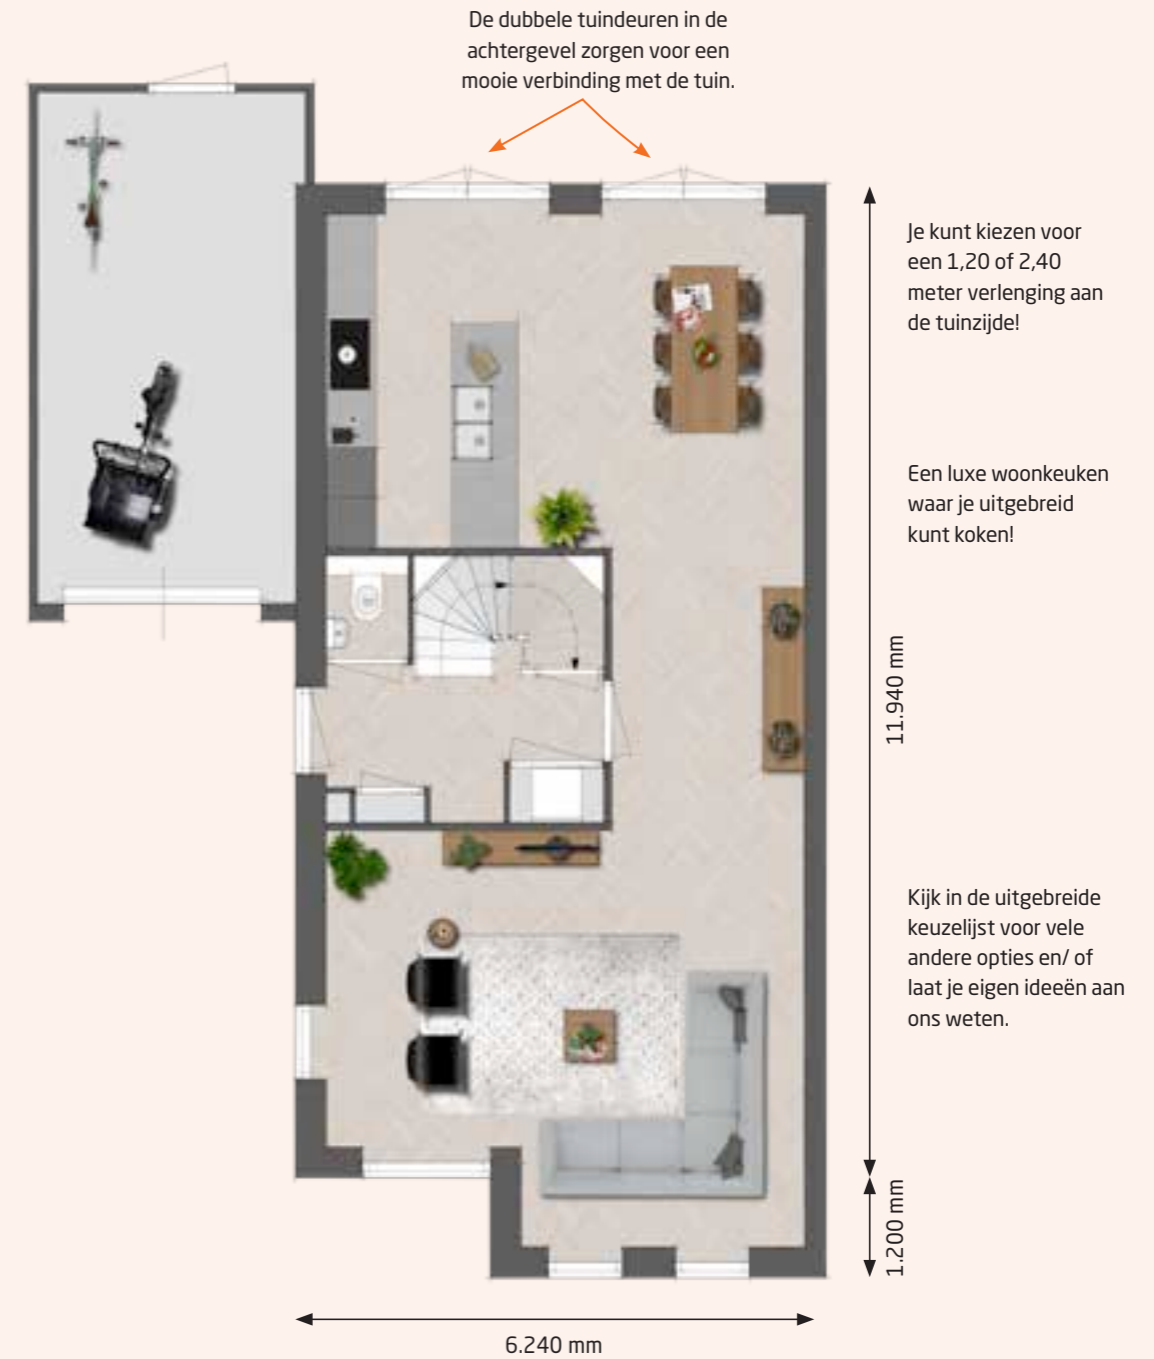 De dubbele tuindeuren in de
achtergevel zorgen voor een
mooie verbinding met de tuin.
Je kunt kiezen voor
een 1,20 of 2,40
meter verlenging aan
de tuinzijde!
Een luxe woonkeuken
waar je uitgebreid
kunt koken!
11.940 mm
Kijk in de uitgebreide
keuzelijst voor vele
andere opties en/ of
laat je eigen ideeën aan
ons weten.
1.200 mm
6.240 mm